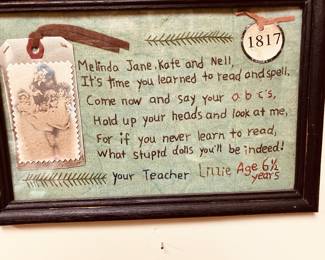 1817
Melinda Jane, Kate and Nell,
It's time you learned to read and spell,
Come now and say your a.b.c's,
Hold up your heads and look at me,
For if you never learn to read,
What stupid dolls you'll be indeed!
your Teacher Lizzie Age 6½
years